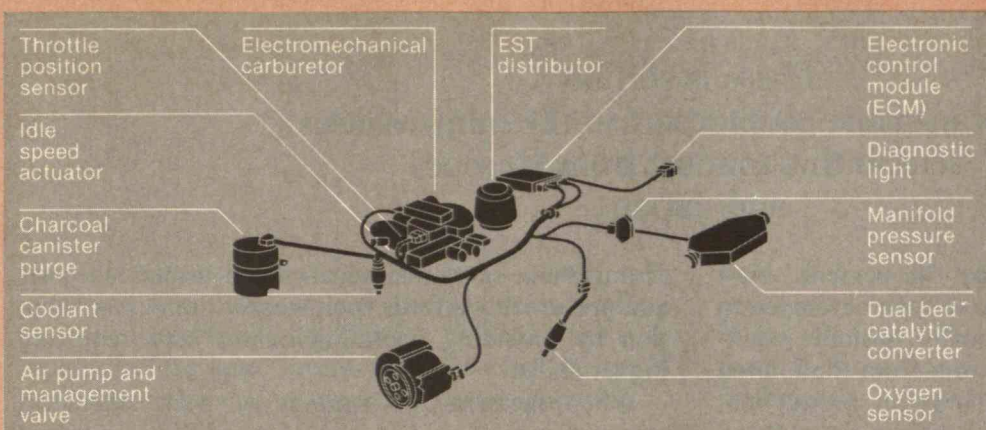 Throttle
position
sensor
Electromechanical
carburetor
EST
distributor
Electronic
control
module
(ECM)
Idle
speed
actuator
Diagnostic
light
Charcoal
canister
purge
Manifold
pressure
sensor
Coolant
sensor
Dual bed
catalytic
converter
Air pump and
management
valve
Oxygen
sensor